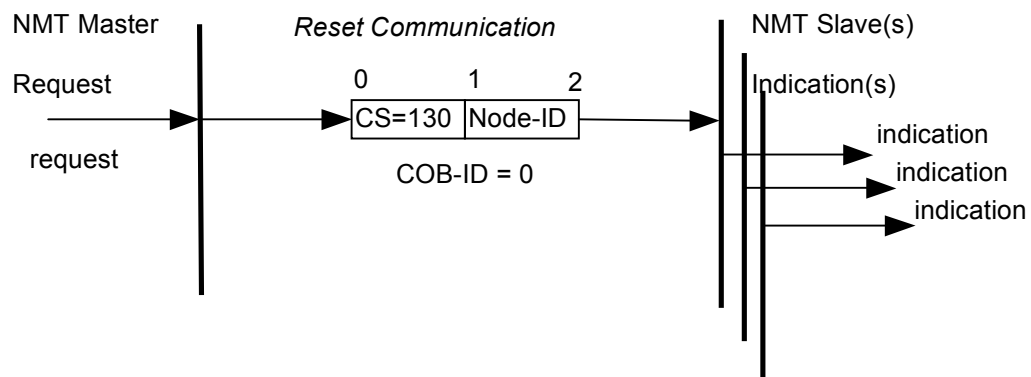 NMT Master
Reset Communication
NMT Slave(s)
Request
0 1 2
Indication(s)
CS=130 Node-ID
request
COB-ID = 0
indication
indication
indication